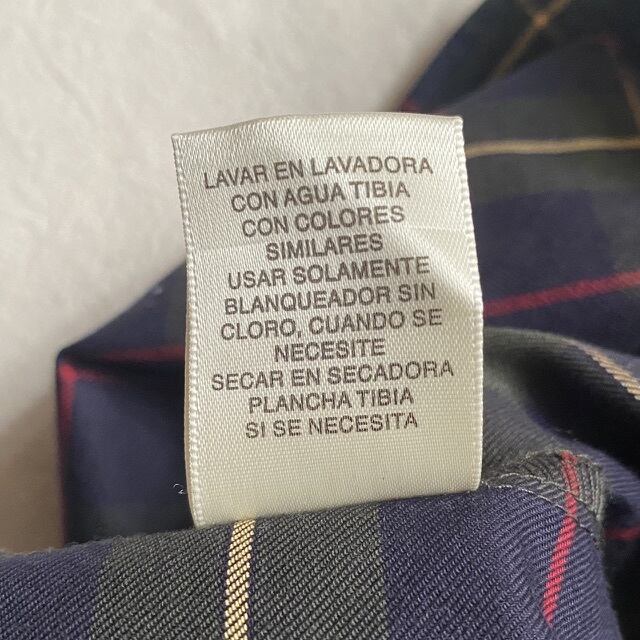 LAVAR EN LAVADORA
CON AGUA TIBIA
CON COLORES
SIMILARES
USAR SOLAMENTE
BLANQUEADOR SIN
CLORO, CUANDO SE
NECESITE
SECAR EN SECADORA
PLANCHA TIBIA
SI SE NECESITA